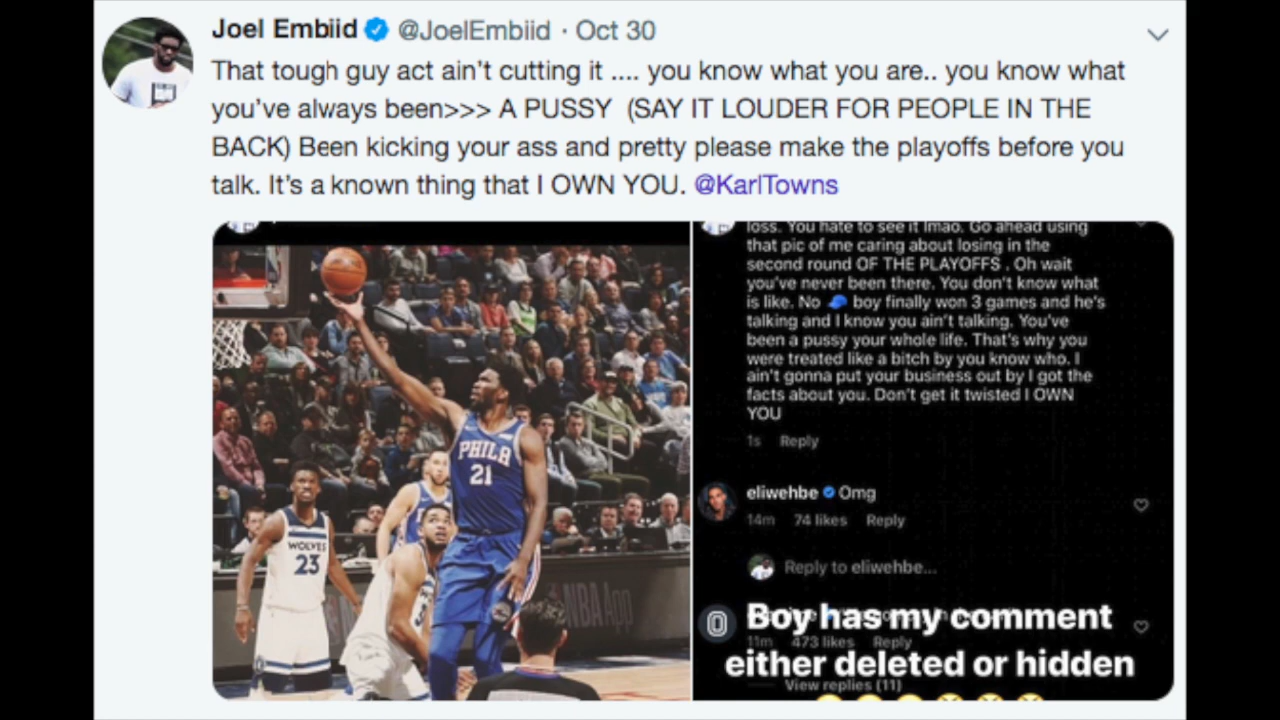 Joel Embiid @JoelEmbiid · Oct 30
That tough guy act ain't cutting it .... you know what you are.. you know what
you've always been>>> A PUSSY (SAY IT LOUDER FOR PEOPLE IN THE
BACK) Been kicking your ass and pretty please make the playoffs before you
talk. It's a known thing that I OWN YOU. @KarlTowns
PHILA
21
WOLVES
23
NBA App
loss. You hate to see it lmao. Go ahead using
that pic of me caring about losing in the
second round OF THE PLAYOFFS . Oh wait
you've never been there. You don't know what
is like. No 🧢 boy finally won 3 games and he's
talking and I know you ain't talking. You've
been a pussy your whole life. That's why you
were treated like a bitch by you know who. I
ain't gonna put your business out by I got the
facts about you. Don't get it twisted I OWN
YOU
1s Reply
eliwehbe Omg
14m 74 likes Reply
Reply to eliwehbe...
Boy has my comment
11m 473 likes Reply
either deleted or hidden
View replies (11)